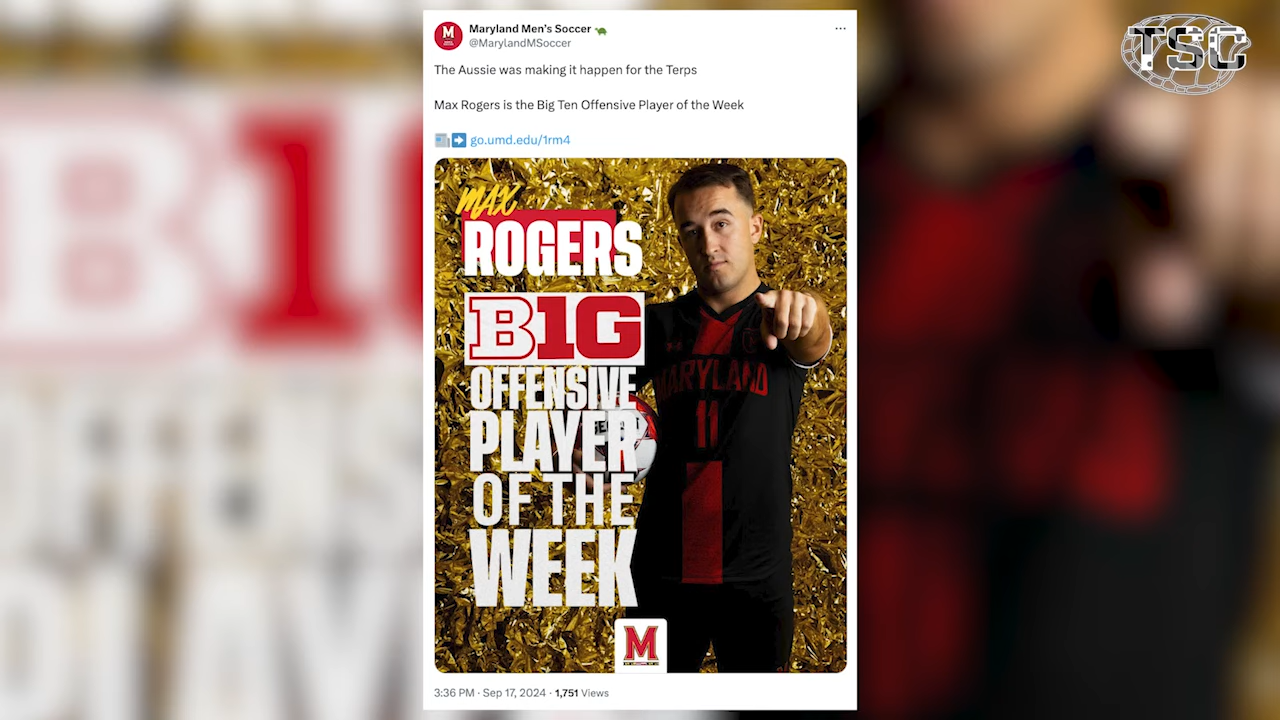 TSC
M
Maryland Men's Soccer
@MarylandMSoccer
The Aussie was making it happen for the Terps
Max Rogers is the Big Ten Offensive Player of the Week
go.umd.edu/1rm4
MAX
ROGERS
B1G
OFFENSIVE
PLAYER
OF THE
WEEK
MARYLAND
11
M
3:36 PM · Sep 17, 2024 · 1,751 Views